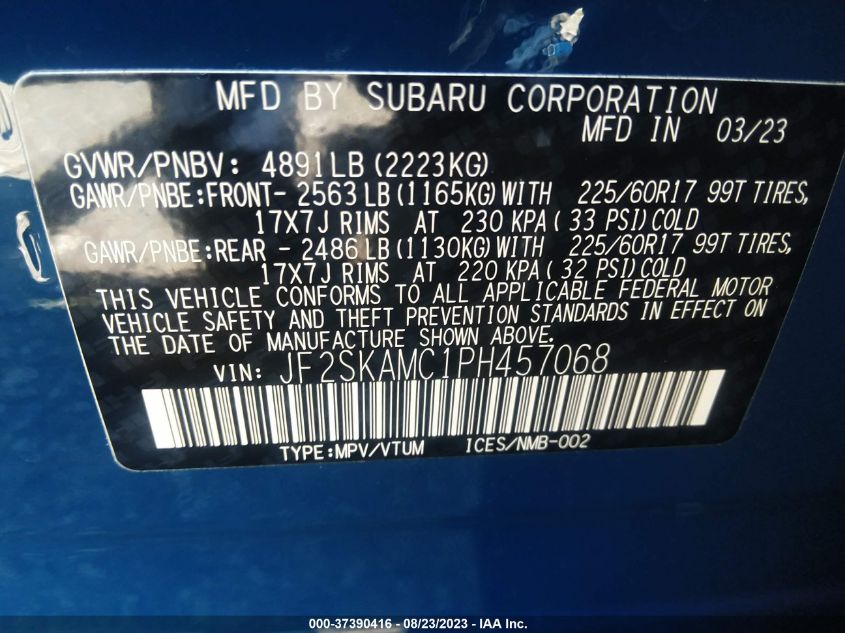 MFD BY SUBARU CORPORATION
MFD IN 03/23
GVWR/PNBV: 4891LB (2223KG)
GAWR/PNBE:FRONT- 2563 LB (1165KG) WITH 225/60R17 99T TIRES,
17X7J RIMS AT 230 KPA ( 33 PSI) COLD
GAWR/PNBE:REAR - 2486 LB (1130KG) WITH 225/60R17 99T TIRES,
17X7J RIMS AT 220 KPA ( 32 PSI) COLD
THIS VEHICLE CONFORMS TO ALL APPLICABLE FEDERAL MOTOR
VEHICLE SAFETY AND THEFT PREVENTION STANDARDS IN EFFECT ON
THE DATE OF MANUFACTURE SHOWN ABOVE.
VIN: JF2SKAMC1PH457068
TYPE:MPV/VTUM ICES/NMB-002
000-37390416 - 08/23/2023 - IAA Inc.